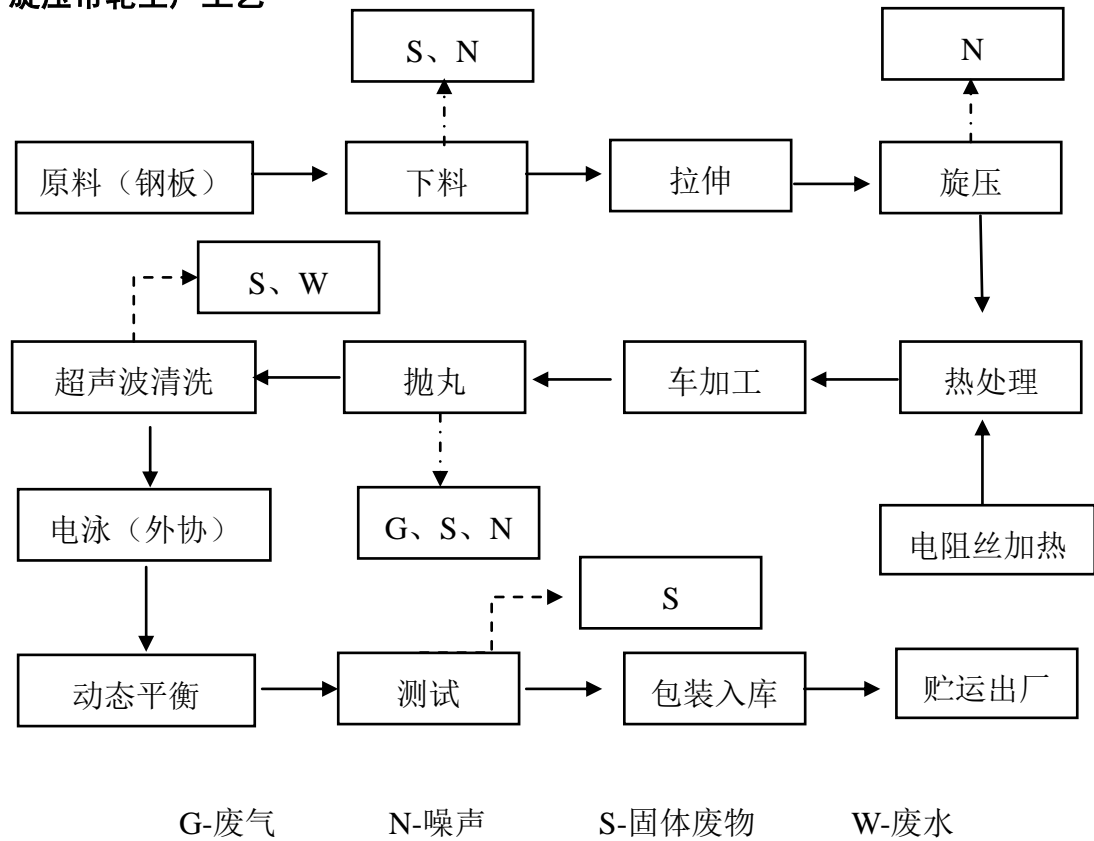 旋压带轮生产工艺
S、N
N
原料（钢板）
下料
拉伸
旋压
S、W
超声波清洗
抛丸
车加工
热处理
电泳（外协）
G、S、N
电阻丝加热
S
动态平衡
测试
包装入库
贮运出厂
G-废气 N-噪声 S-固体废物 W-废水